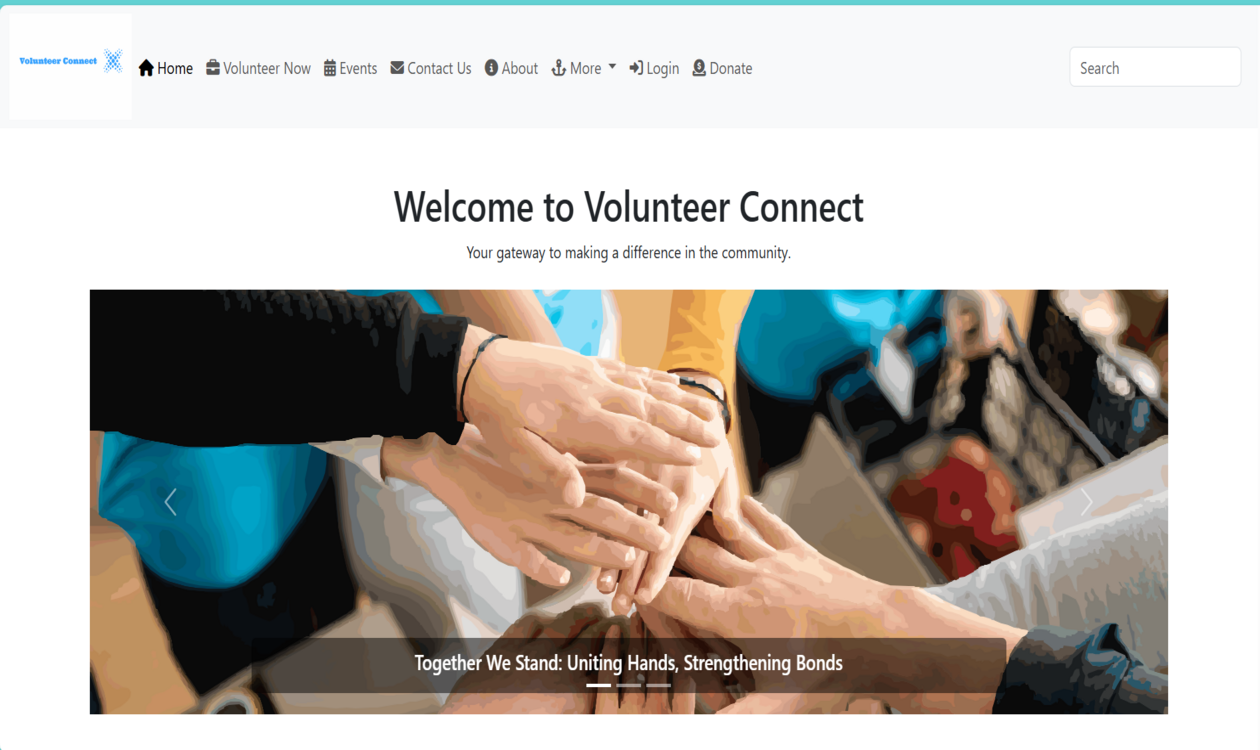 Volunteer Connect
Home Volunteer Now Events Contact Us About More Login Donate
Search
Welcome to Volunteer Connect
Your gateway to making a difference in the community.
Together We Stand: Uniting Hands, Strengthening Bonds